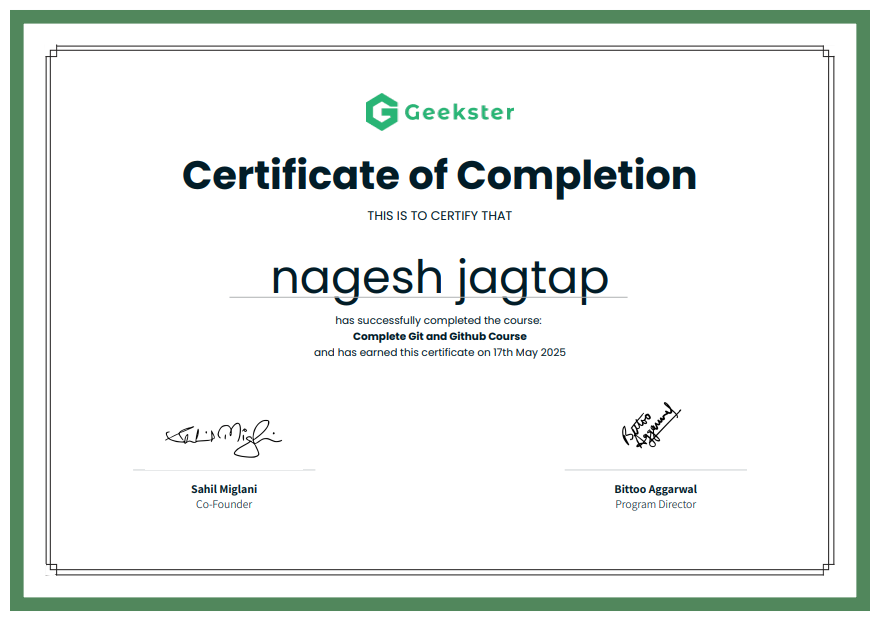 Geekster
Certificate of Completion
THIS IS TO CERTIFY THAT
nagesh jagtap
has successfully completed the course:
Complete Git and Github Course
and has earned this certificate on 17th May 2025
Sahil Miglani
Bittoo
Aggarwal
Sahil Miglani
Co-Founder
Bittoo Aggarwal
Program Director